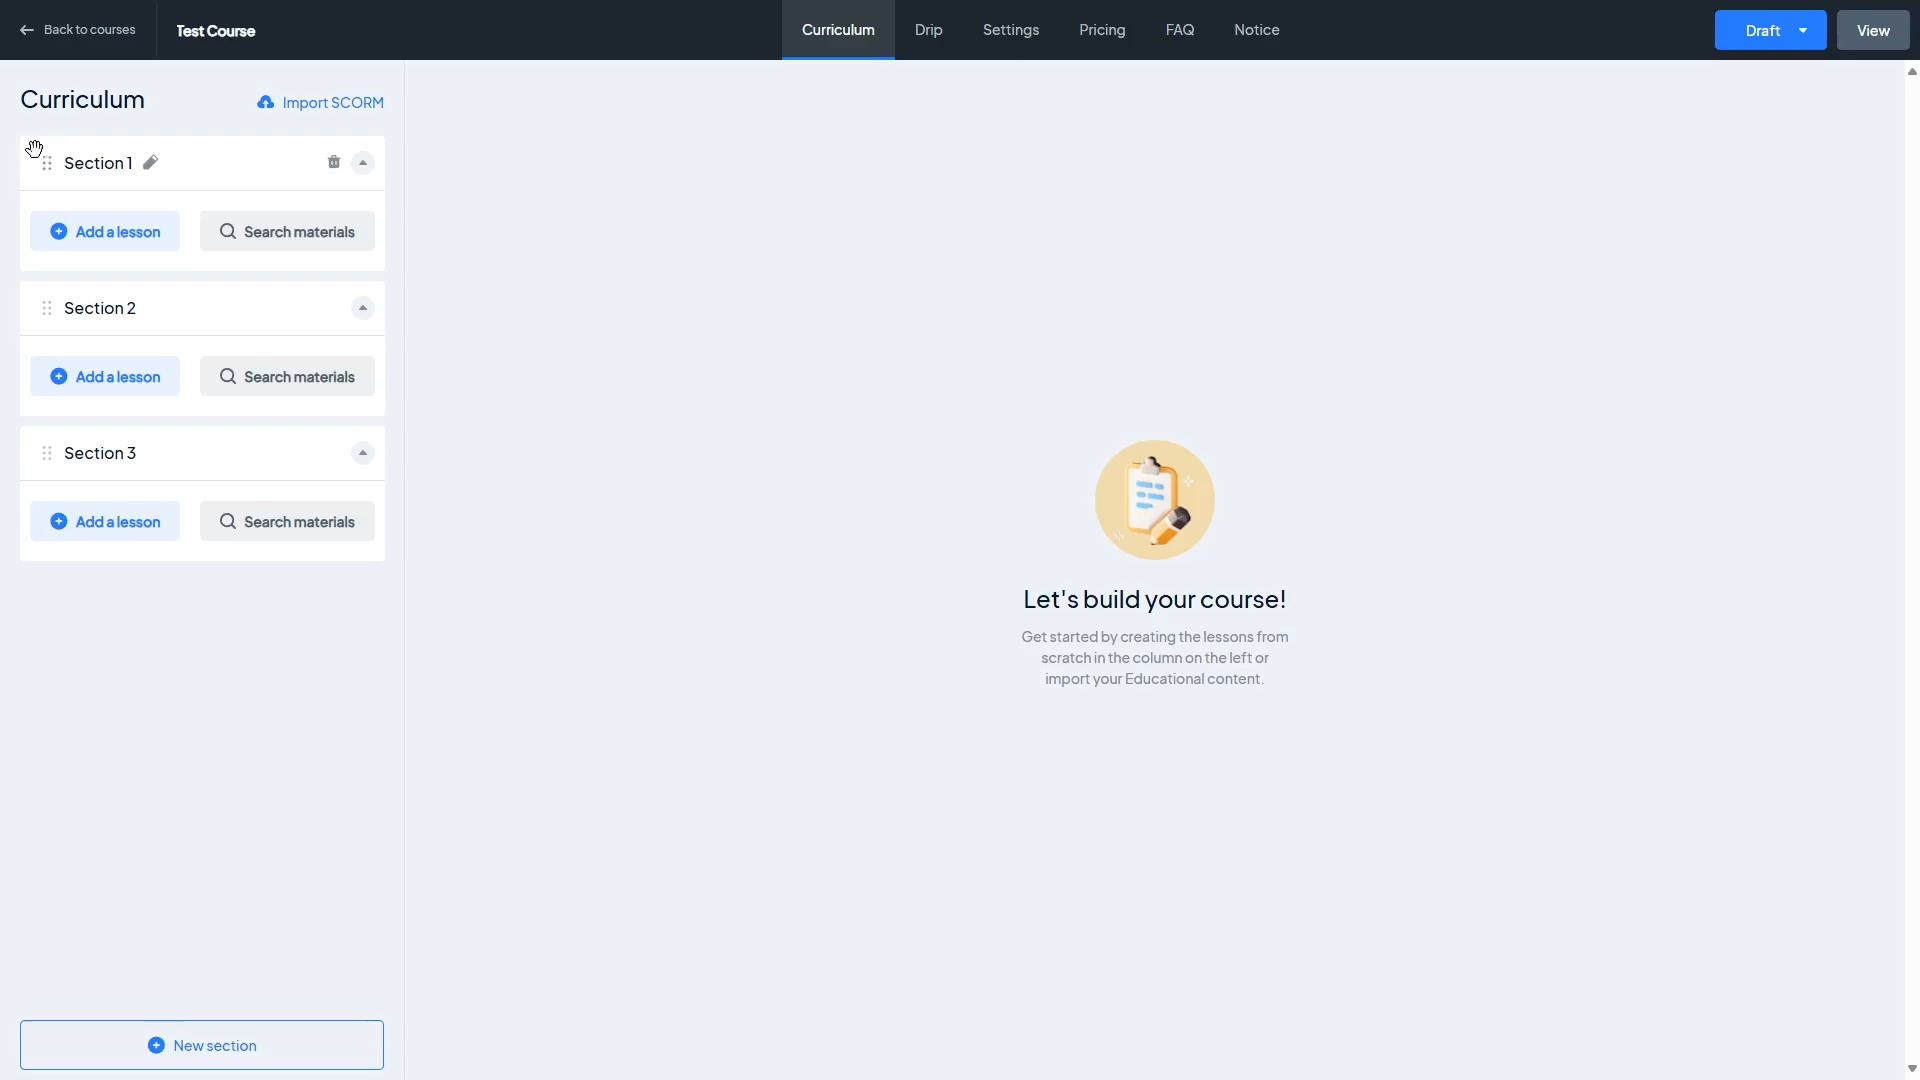 Back to courses
Test Course
Curriculum
Drip
Settings
Pricing
FAQ
Notice
Draft
View
Curriculum
Import SCORM
Section 1
Add a lesson
Search materials
Section 2
Add a lesson
Search materials
Section 3
Add a lesson
Search materials
Let's build your course!
Get started by creating the lessons from
scratch in the column on the left or
import your Educational content.
New section